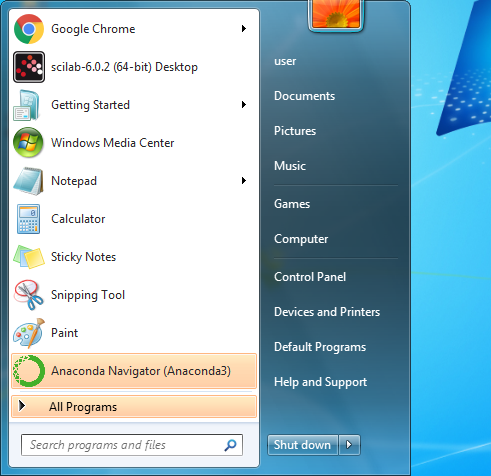 Google Chrome
scilab-6.0.2 (64-bit) Desktop
Getting Started
Windows Media Center
Notepad
Calculator
Sticky Notes
Snipping Tool
Paint
Anaconda Navigator (Anaconda3)
All Programs
Search programs and files
user
Documents
Pictures
Music
Games
Computer
Control Panel
Devices and Printers
Default Programs
Help and Support
Shut down